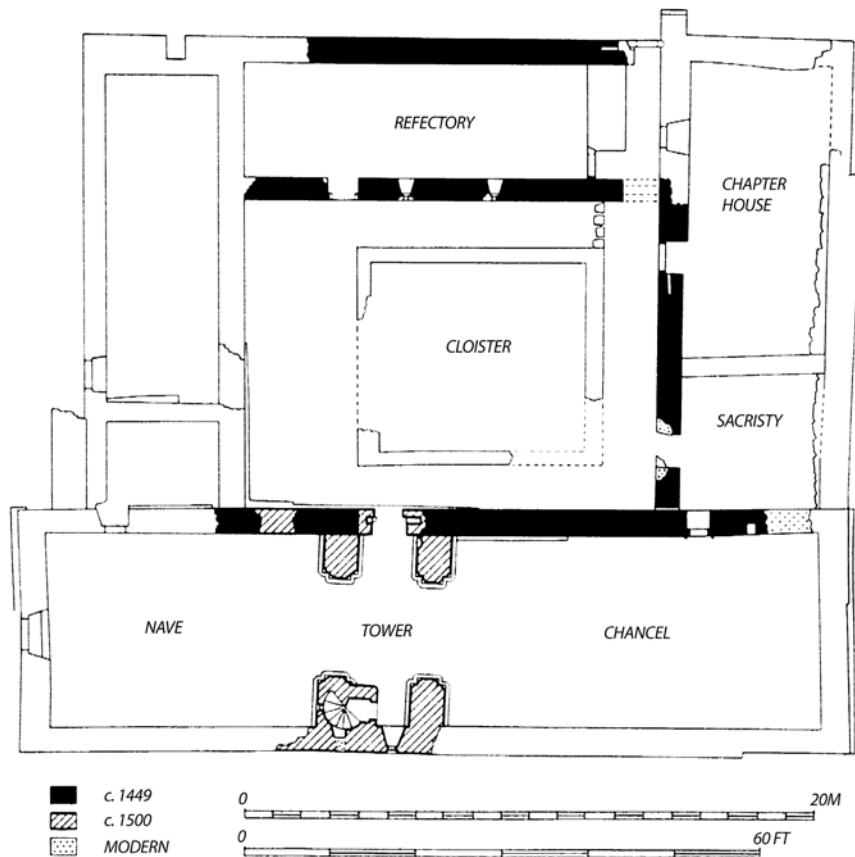 REFECTORY
CHAPTER
HOUSE
CLOISTER
SACRISTY
NAVE
TOWER
CHANCEL
c. 1449
c. 1500
MODERN
0
20M
0
60 FT